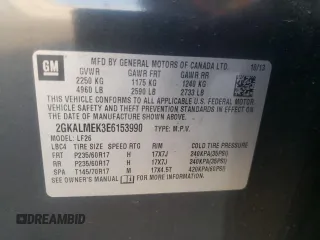 GM
MFD BY GENERAL MOTORS OF CANADA LTD.
10/13
GVWR GAWR FRT GAWR RR
2250 KG 1175 KG 1240 KG
4960 LB 2590 LB 2733 LB
THIS VEHICLE CONFORMS TO ALL APPLICABLE U.S. FEDERAL MOTOR
VEHICLE SAFETY AND THEFT PREVENTION STANDARDS
IN EFFECT ON THE DATE OF MANUFACTURE SHOWN ABOVE.
2GKALMEK3E6153990 TYPE: M.P.V.
MODEL: LF26
LBC4 TIRE SIZE SPEED RTG RIM COLD TIRE PRESSURE
FRT P235/60R17 H 17X7J 240KPA(35PSI)
RR P235/60R17 H 17X7J 240KPA(35PSI)
SPA T145/70R17 M 17X4.5T 420KPA(60PSI)
SEE OWNER'S MANUAL FOR ADDITIONAL INFORMATION.
DREAMBID